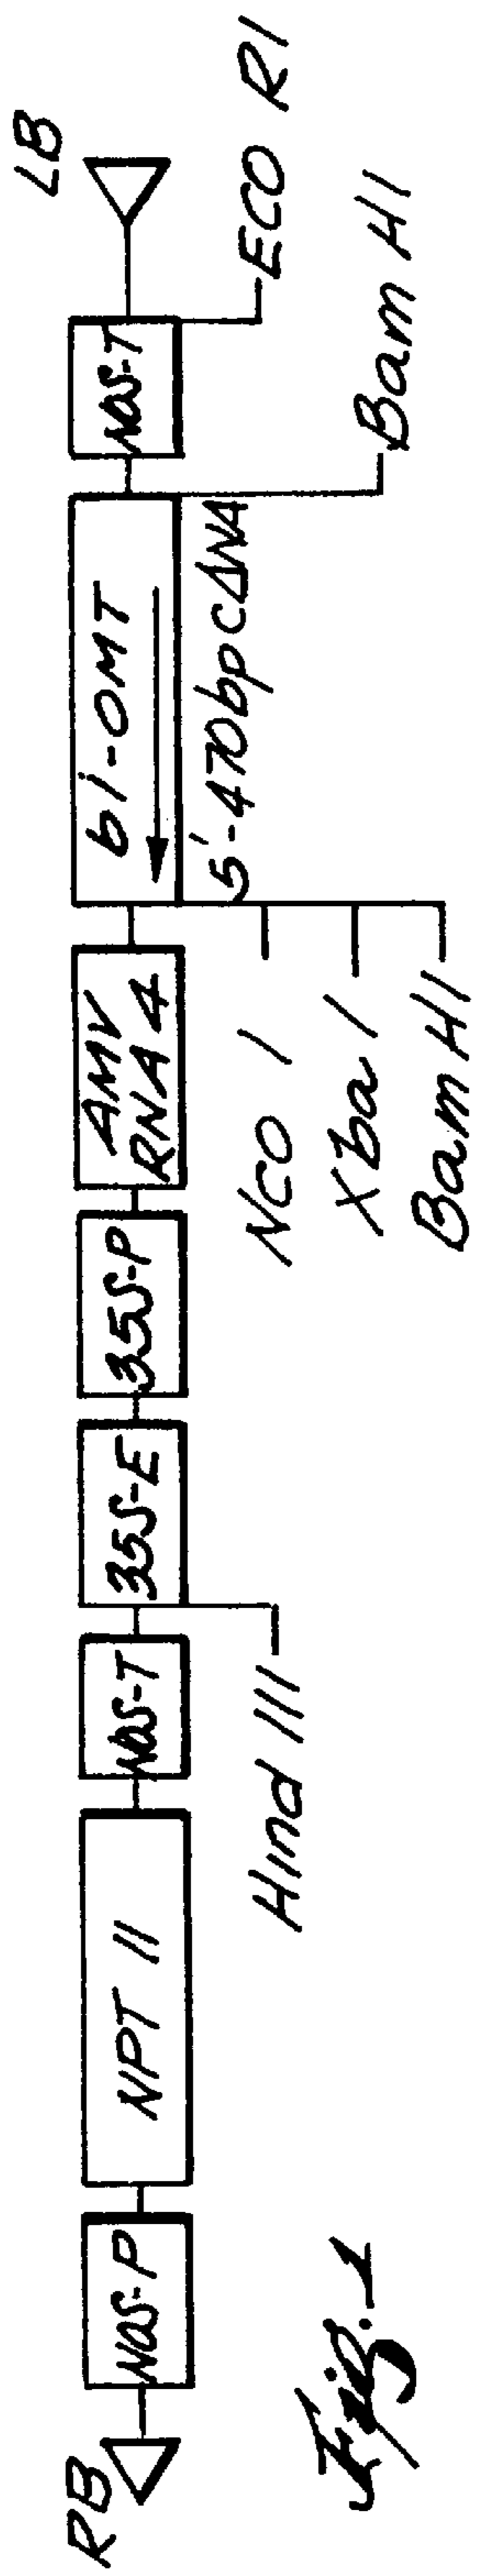 RB
NOS-P
NPT II
NOS-T
35S-E
35S-P
AMV
RNA 4
bi-OMT
NOS-T
LB
Hind III
Nco I
Xba I
Bam HI
5'-470bp cDNA
Bam HI
ECO RI
Fig. 1